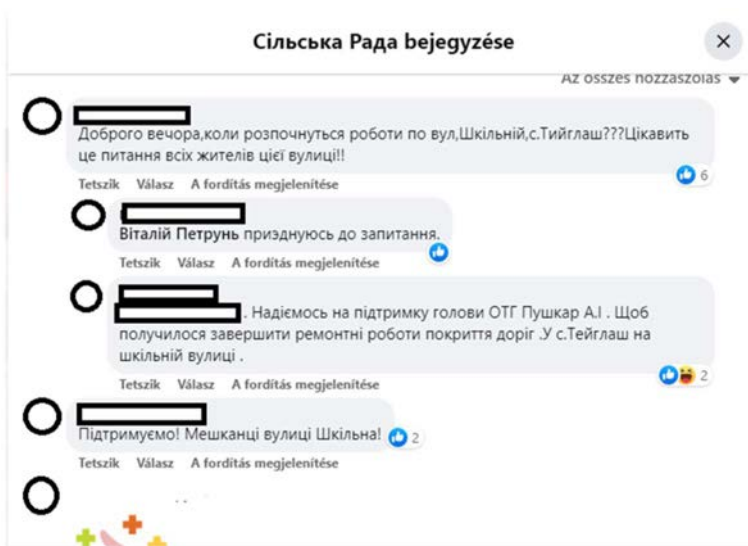 Сільська Рада bejegyzése
Az összes hozzászólás
Доброго вечора,коли розпочнуться роботи по вул,Шкільній,с.Тийглаш???Цікавить
це питання всіх жителів цієї вулиці!!
6
Tetszik Válasz A fordítás megjelenítése
Віталій Петрунь приэднуюсь до запитання.
Tetszik Válasz A fordítás megjelenítése
. Надіємось на підтримку голови ОТГ Пушкар А.І . Щоб
получилося завершити ремонтні роботи покриття доріг .У с.Тейглаш на
шкільній вулиці .
2
Tetszik Válasz A fordítás megjelenítése
Підтримуємо! Мешканці вулиці Шкільна! 2
Tetszik Válasz A fordítás megjelenítése